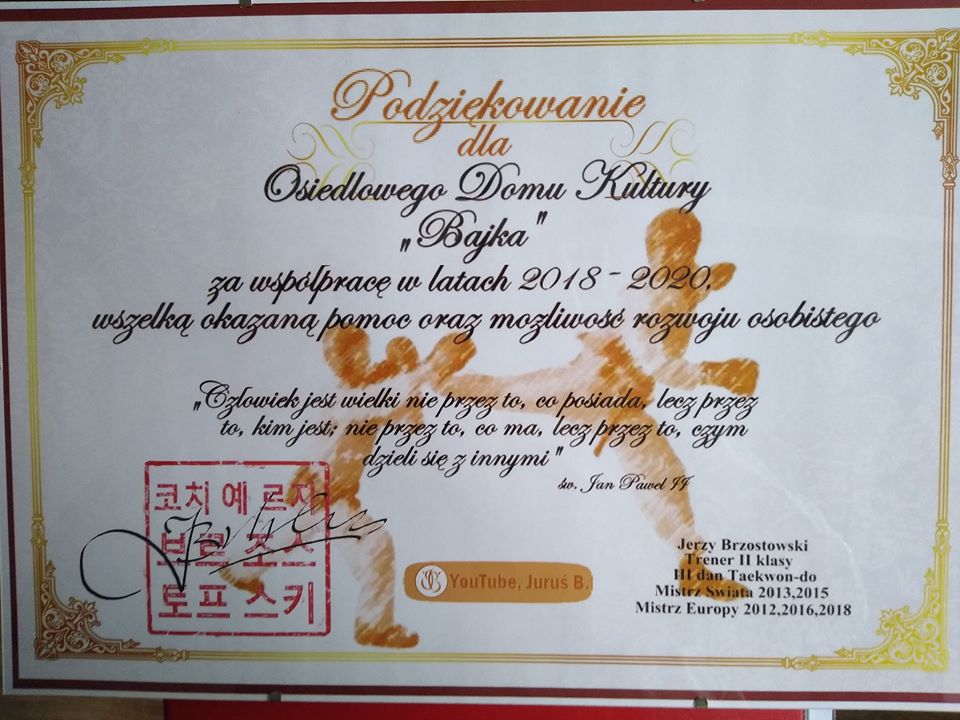 Podziękowanie
dla
Osiedlowego Domu Kultury
„Bajka"
za współpracę w latach 2018 - 2020,
wszelką okazaną pomoc oraz możliwość rozwoju osobistego
„Człowiek jest wielki nie przez to, co posiada, lecz przez
to, kim jest; nie przez to, co ma, lecz przez to, czym
dzieli się z innymi"
św. Jan Paweł II
코치 예 르지
브르 조스
토프 스키
YouTube, Juruś B.
Jerzy Brzostowski
Trener II klasy
III dan Taekwon-do
Mistrz Świata 2013,2015
Mistrz Europy 2012,2016,2018